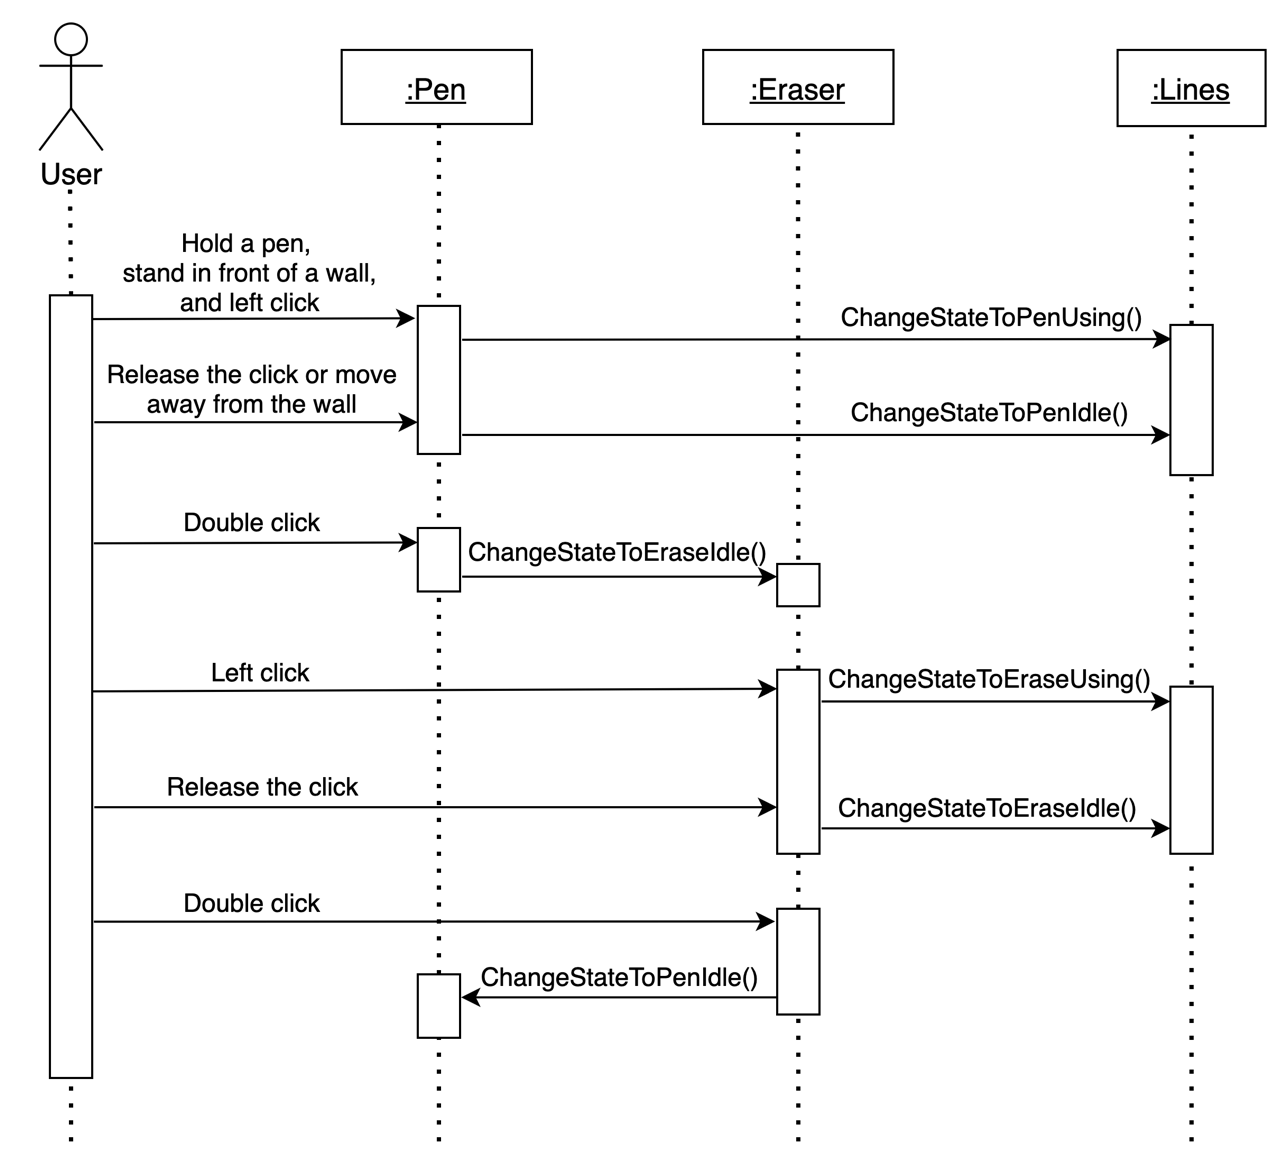 :Pen
:Eraser
:Lines
User
Hold a pen,
stand in front of a wall,
and left click
ChangeStateToPenUsing()
Release the click or move
away from the wall
ChangeStateToPenIdle()
Double click
ChangeStateToEraseIdle()
Left click
ChangeStateToEraseUsing()
Release the click
ChangeStateToEraseIdle()
Double click
ChangeStateToPenIdle()